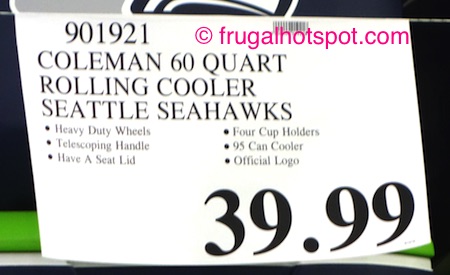 901921
© frugalhotspot.com
COLEMAN 60 QUART
ROLLING COOLER
SEATTLE SEAHAWKS
• Heavy Duty Wheels
• Telescoping Handle
• Have A Seat Lid
• Four Cup Holders
• 95 Can Cooler
• Official Logo
39.99